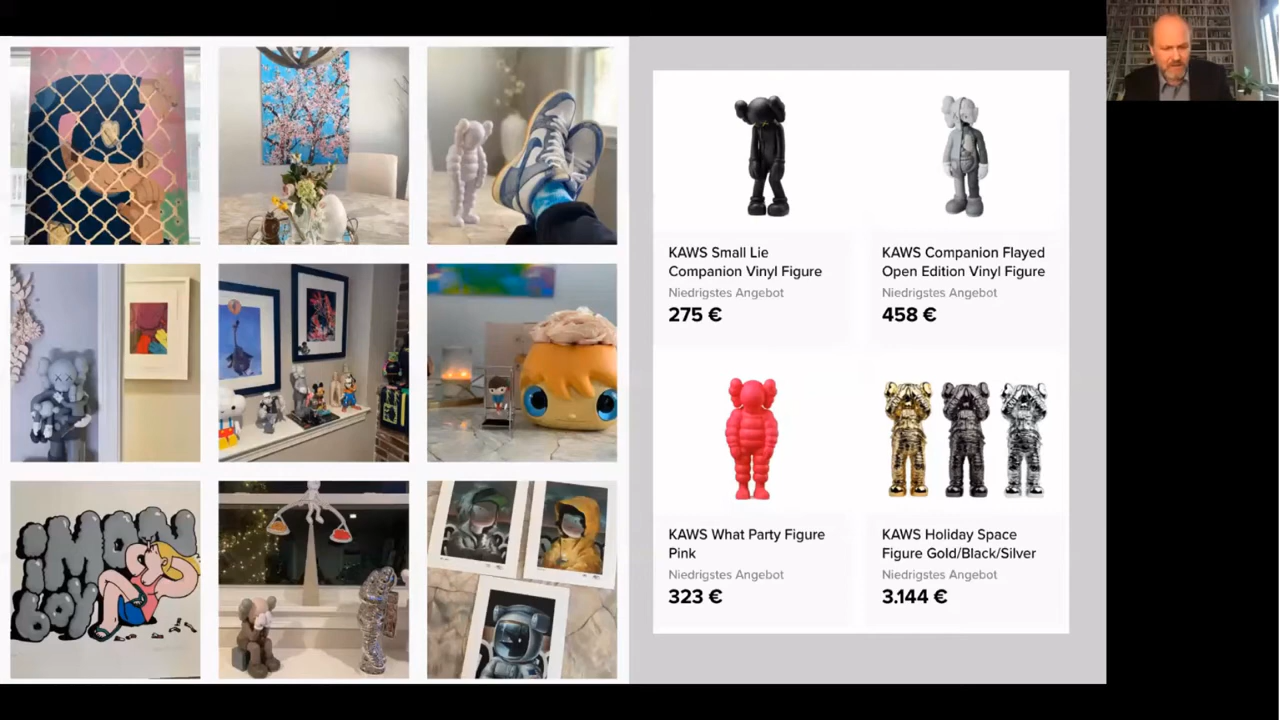 iMON
boy
KAWS Small Lie
Companion Vinyl Figure
Niedrigstes Angebot
275 €
KAWS Companion Flayed
Open Edition Vinyl Figure
Niedrigstes Angebot
458 €
KAWS What Party Figure
Pink
Niedrigstes Angebot
323 €
KAWS Holiday Space
Figure Gold/Black/Silver
Niedrigstes Angebot
3.144 €